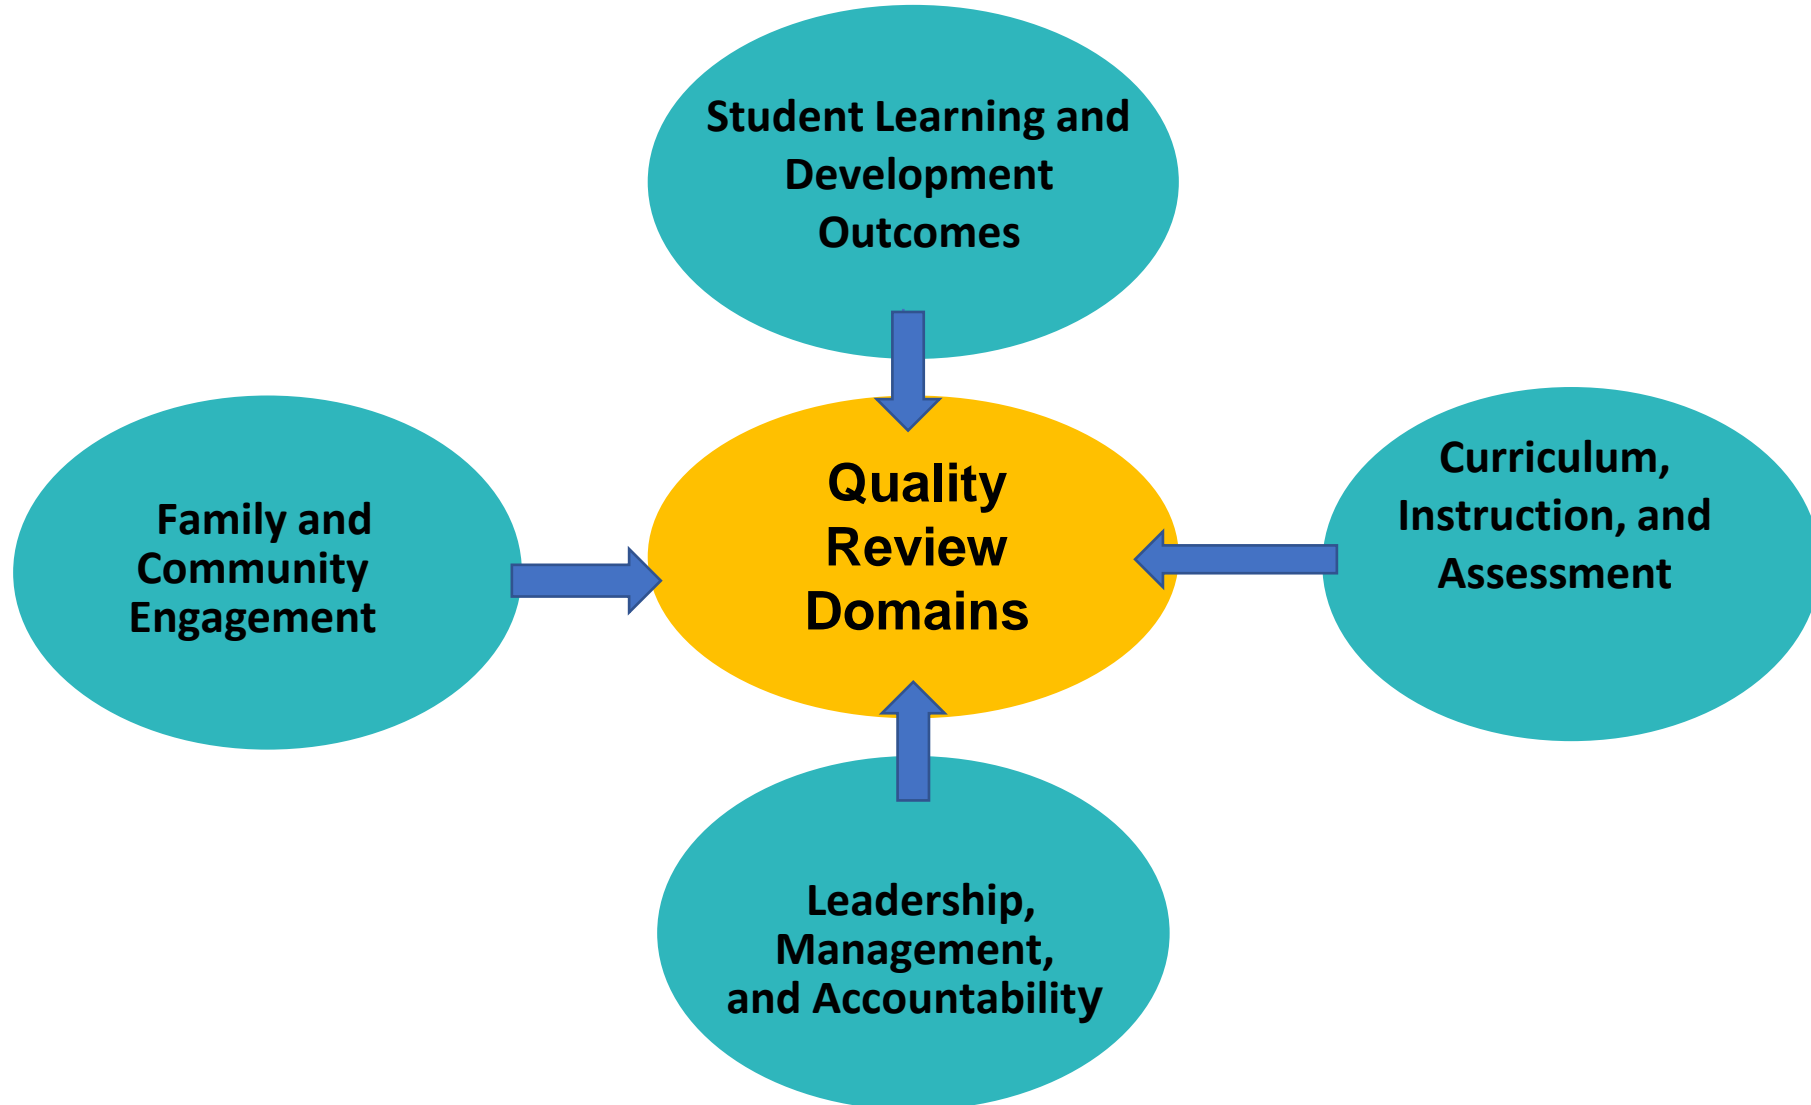 Student Learning and
Development
Outcomes
Family and
Community
Engagement
Quality
Review
Domains
Curriculum,
Instruction, and
Assessment
Leadership,
Management,
and Accountability